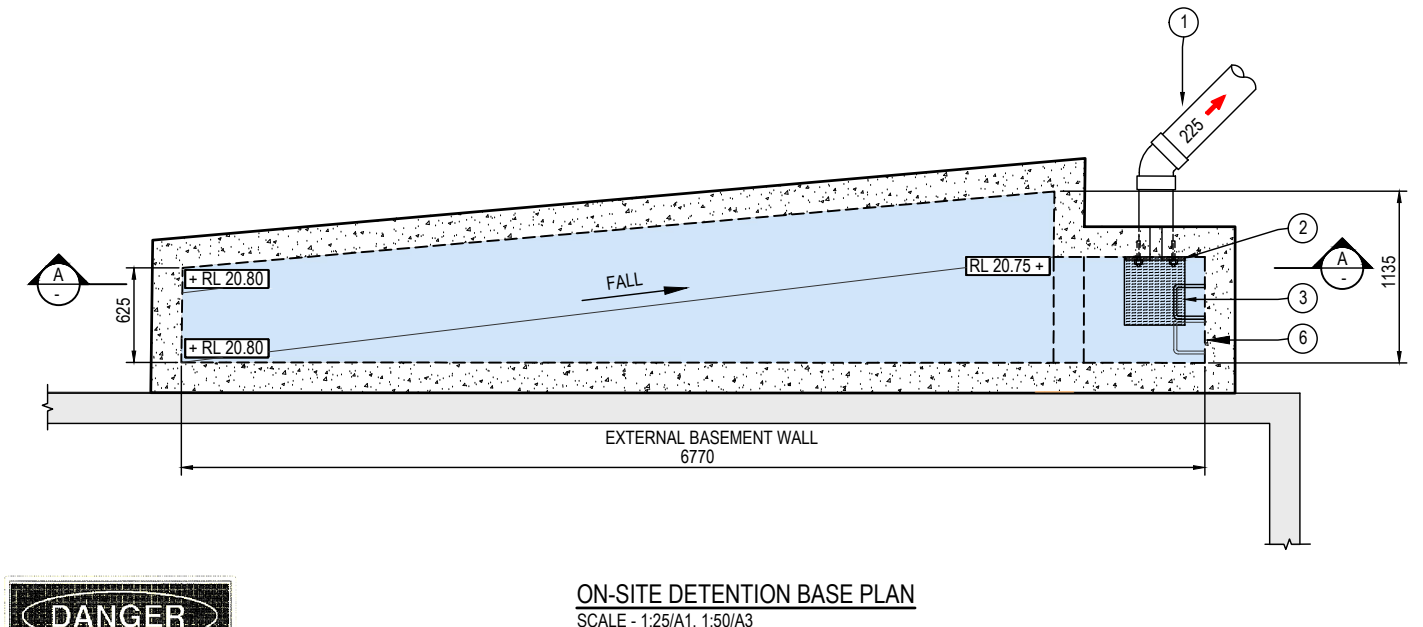 1
225
2
A
-
+ RL 20.80
RL 20.75 +
A
-
FALL
625
1135
3
+ RL 20.80
6
EXTERNAL BASEMENT WALL
6770
ON-SITE DETENTION BASE PLAN
SCALE - 1:25/A1, 1:50/A3
DANGER